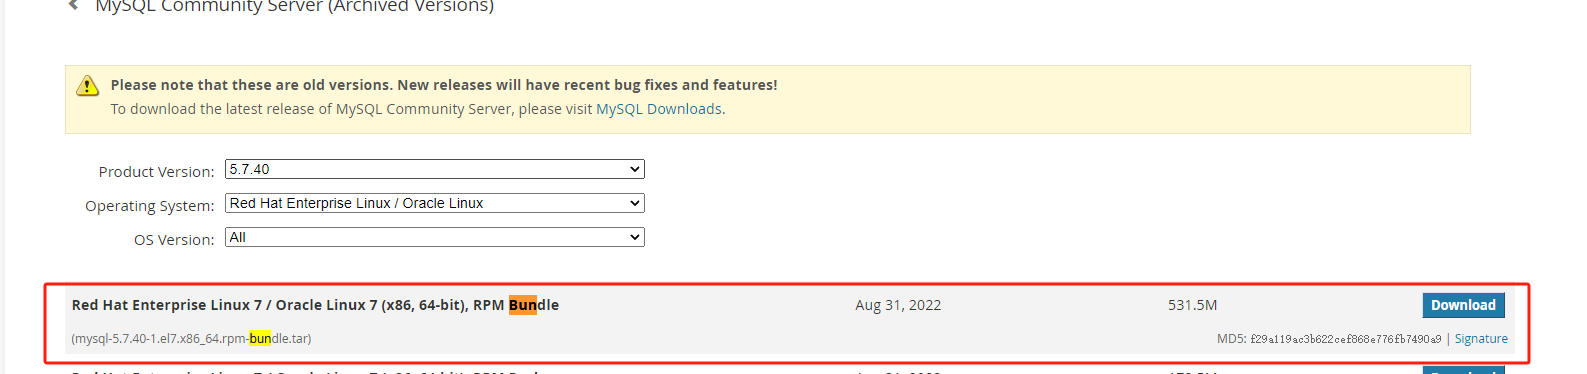 MySQL Community Server (Archived Versions)
Please note that these are old versions. New releases will have recent bug fixes and features!
To download the latest release of MySQL Community Server, please visit MySQL Downloads.
Product Version: 5.7.40
Operating System: Red Hat Enterprise Linux / Oracle Linux
OS Version: All
Red Hat Enterprise Linux 7 / Oracle Linux 7 (x86, 64-bit), RPM Bundle Aug 31, 2022 531.5M Download
(mysql-5.7.40-1.el7.x86_64.rpm-bundle.tar) MD5: f29a119ac3b622cef868e776fb7490a9 | Signature